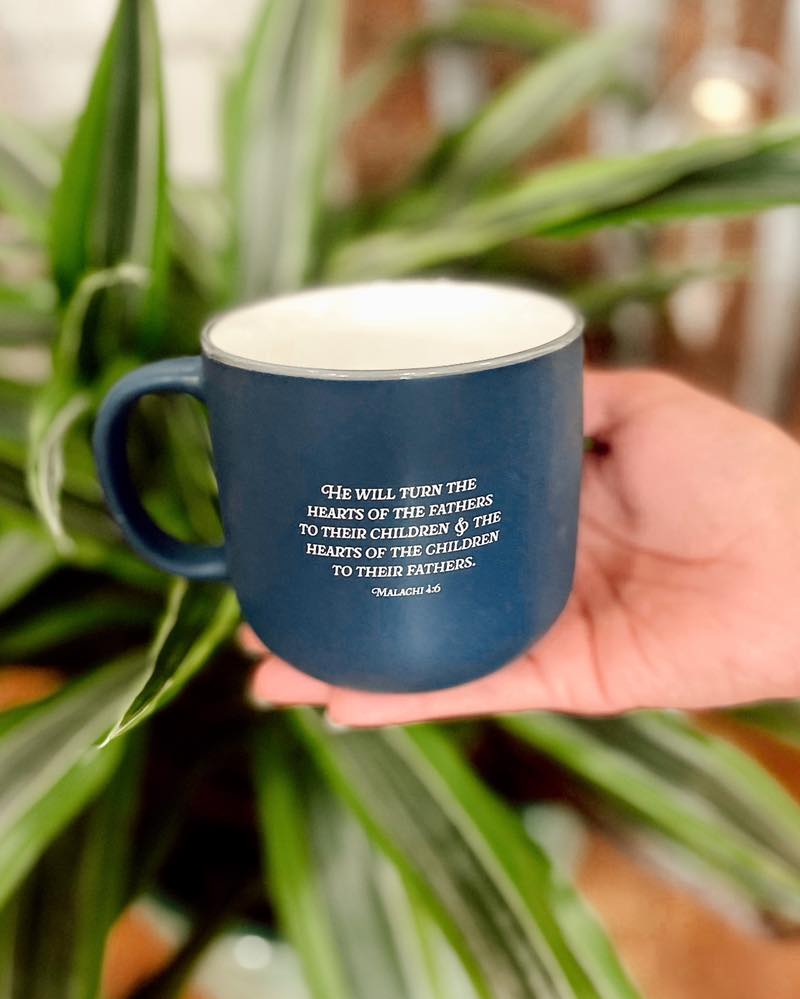 He will turn the
hearts of the fathers
to their children & the
hearts of the children
to their fathers.
Malachi 4:6